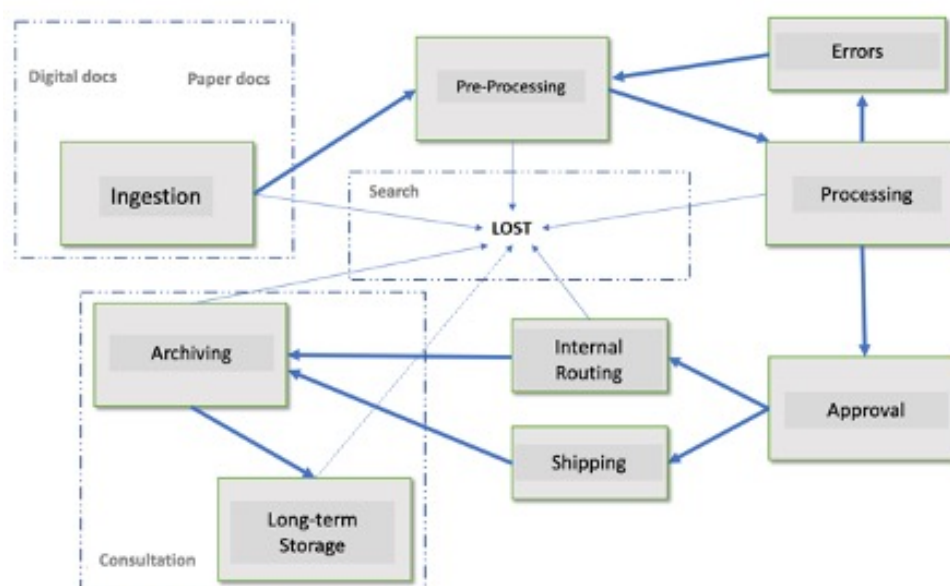 Digital docs
Paper docs
Ingestion
Pre-Processing
Errors
Processing
Search
LOST
Archiving
Internal
Routing
Approval
Shipping
Long-term
Storage
Consultation